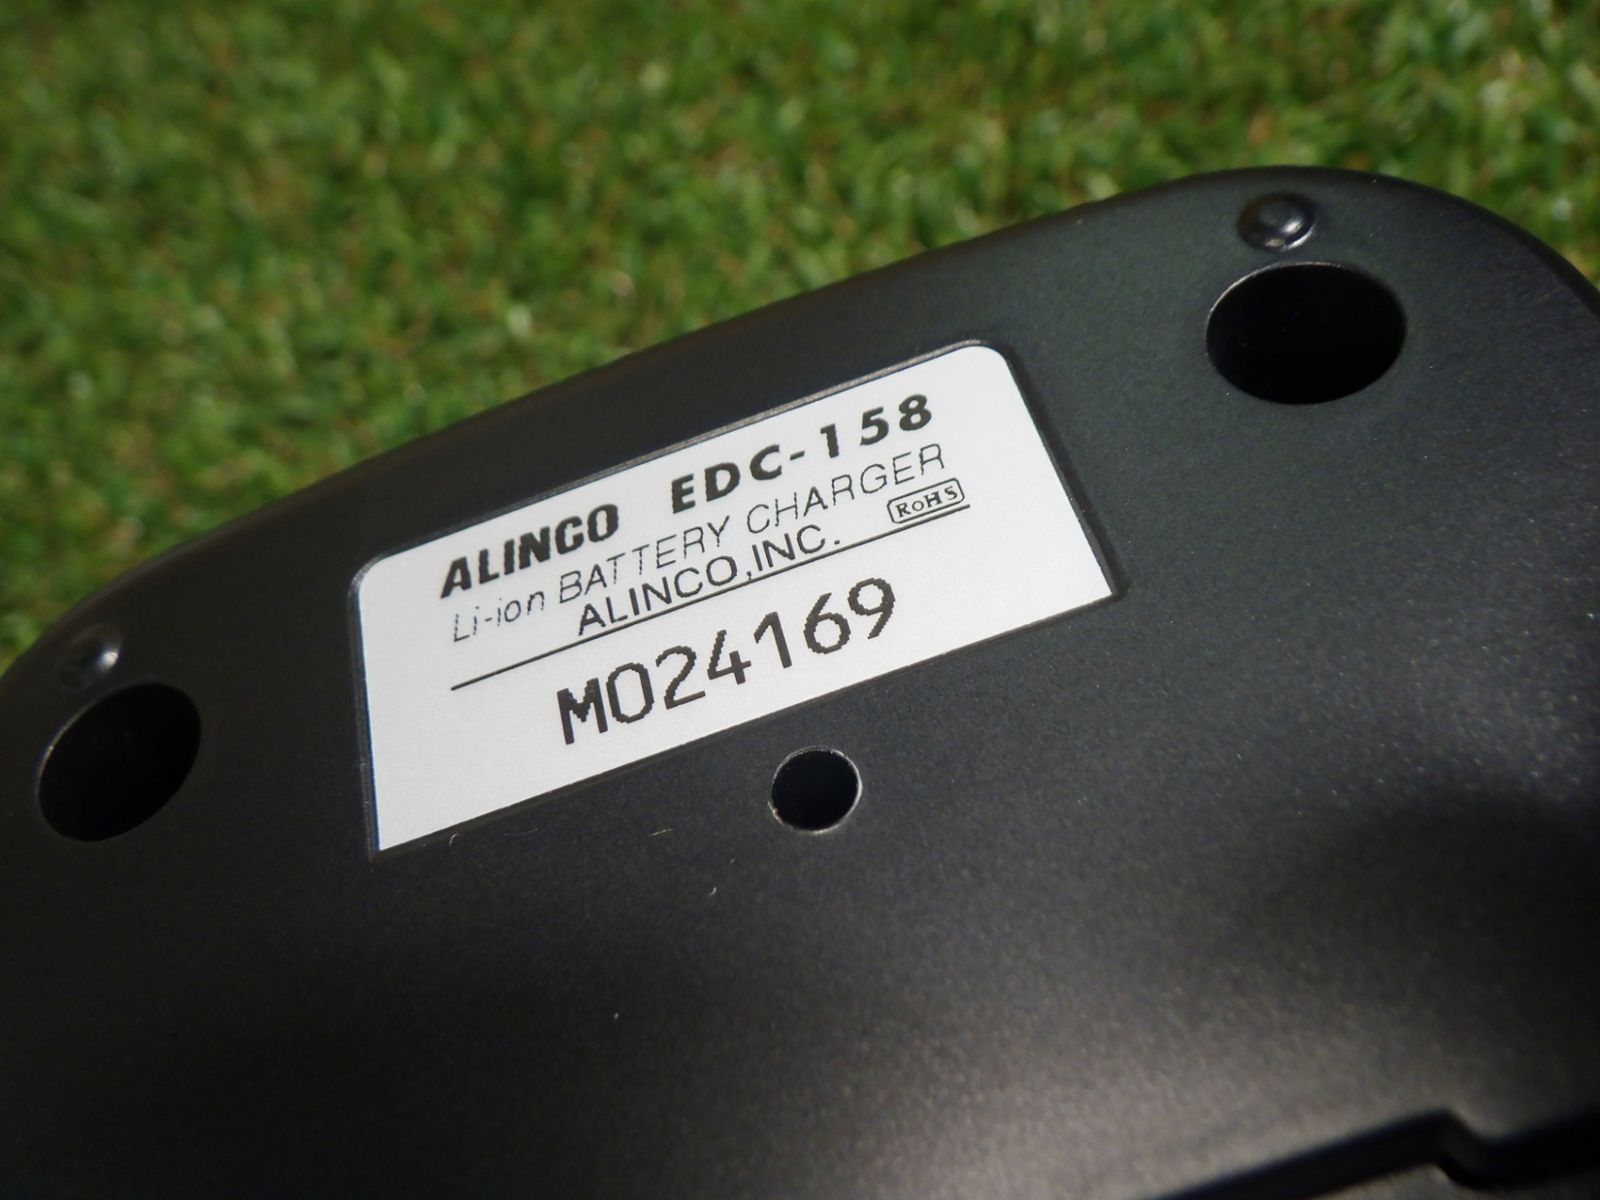 ALINCO EDC-158
Li-ion BATTERY CHARGER
ALINCO,INC. RoHS
M024169